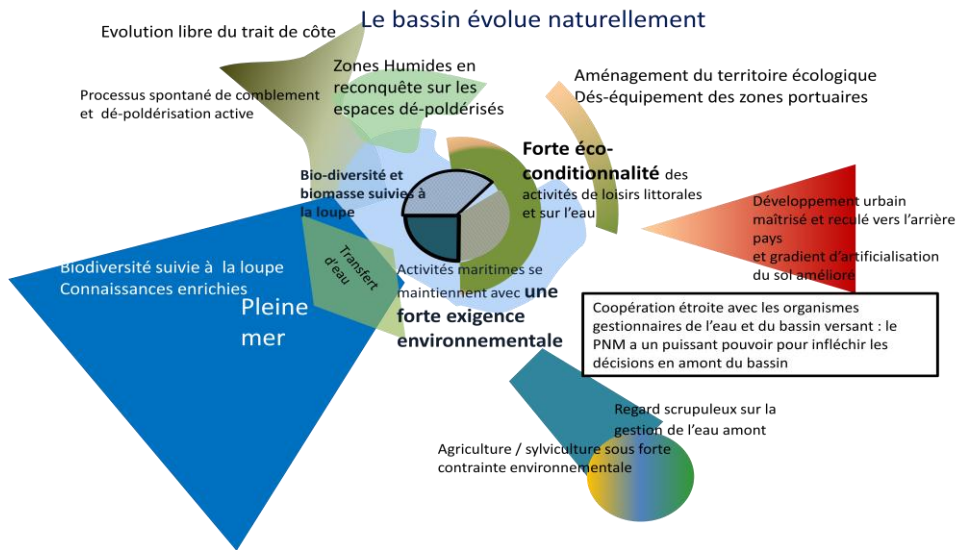 Le bassin évolue naturellement
Evolution libre du trait de côte
Processus spontané de comblement
et dé-poldérisation active
Zones Humides en
reconquête sur les
espaces dé-poldérisés
Aménagement du territoire écologique
Dés-équipement des zones portuaires
Bio-diversité et
biomasse suivies à
la loupe
Forte éco-
conditionnalité des
activités de loisirs littorales
et sur l’eau
Développement urbain
maîtrisé et reculé vers l’arrière
pays
et gradient d’artificialisation
du sol amélioré
Biodiversité suivie à la loupe
Connaissances enrichies
Pleine
mer
Transfert
d’eau
Activités maritimes se
maintiennent avec une
forte exigence
environnementale
Coopération étroite avec les organismes
gestionnaires de l’eau et du bassin versant : le
PNM a un puissant pouvoir pour infléchir les
décisions en amont du bassin
Regard scrupuleux sur la
gestion de l’eau amont
Agriculture / sylviculture sous forte
contrainte environnementale